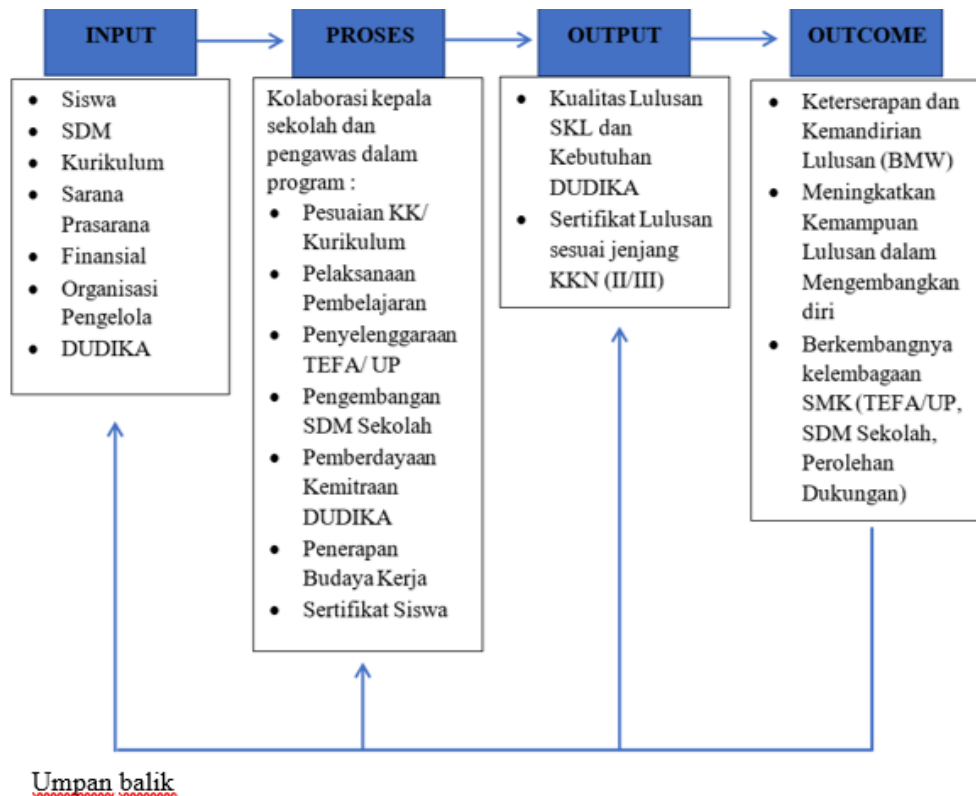 INPUT
PROSES
OUTPUT
OUTCOME
• Siswa
• SDM
• Kurikulum
• Sarana
Prasarana
• Finansial
• Organisasi
Pengelola
• DUDIKA
Kolaborasi kepala
sekolah dan
pengawas dalam
program :
• Pesuaian KK/
Kurikulum
• Pelaksanaan
Pembelajaran
• Penyelenggaraan
TEFA/ UP
• Pengembangan
SDM Sekolah
• Pemberdayaan
Kemitraan
DUDIKA
• Penerapan
Budaya Kerja
• Sertifikat Siswa
• Kualitas Lulusan
SKL dan
Kebutuhan
DUDIKA
• Sertifikat Lulusan
sesuai jenjang
KKN (II/III)
• Keterserapan dan
Kemandirian
Lulusan (BMW)
• Meningkatkan
Kemampuan
Lulusan dalam
Mengembangkan
diri
• Berkembangnya
kelembagaan
SMK (TEFA/UP,
SDM Sekolah,
Perolehan
Dukungan)
Umpan balik